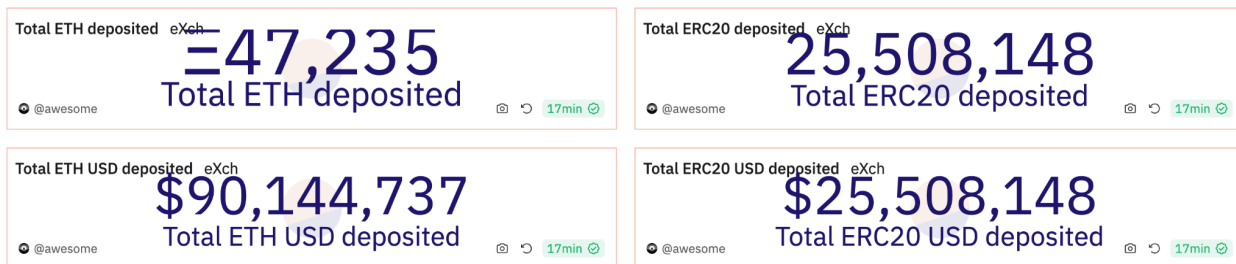 Total ETH deposited eXch
Ξ47,235
Total ETH deposited
@awesome
17min
Total ERC20 deposited eXch
25,508,148
Total ERC20 deposited
@awesome
17min
Total ETH USD deposited eXch
$90,144,737
Total ETH USD deposited
@awesome
17min
Total ERC20 USD deposited eXch
$25,508,148
Total ERC20 USD deposited
@awesome
17min